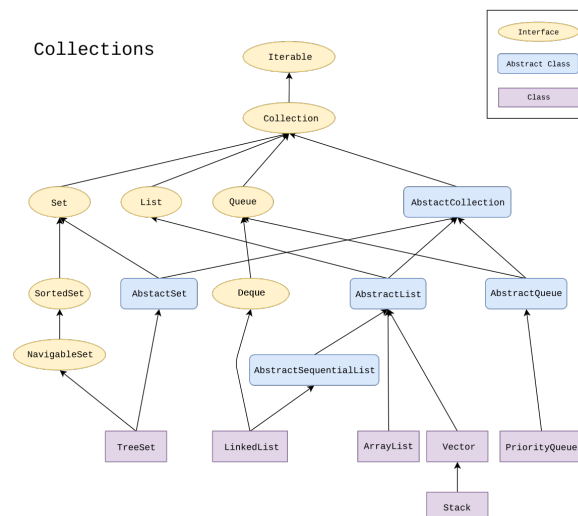 Collections
Interface
Abstract Class
Class
Iterable
Collection
Set
List
Queue
AbstactCollection
SortedSet
AbstactSet
Deque
AbstractList
AbstractQueue
NavigableSet
AbstractSequentialList
TreeSet
LinkedList
ArrayList
Vector
PriorityQueue
Stack